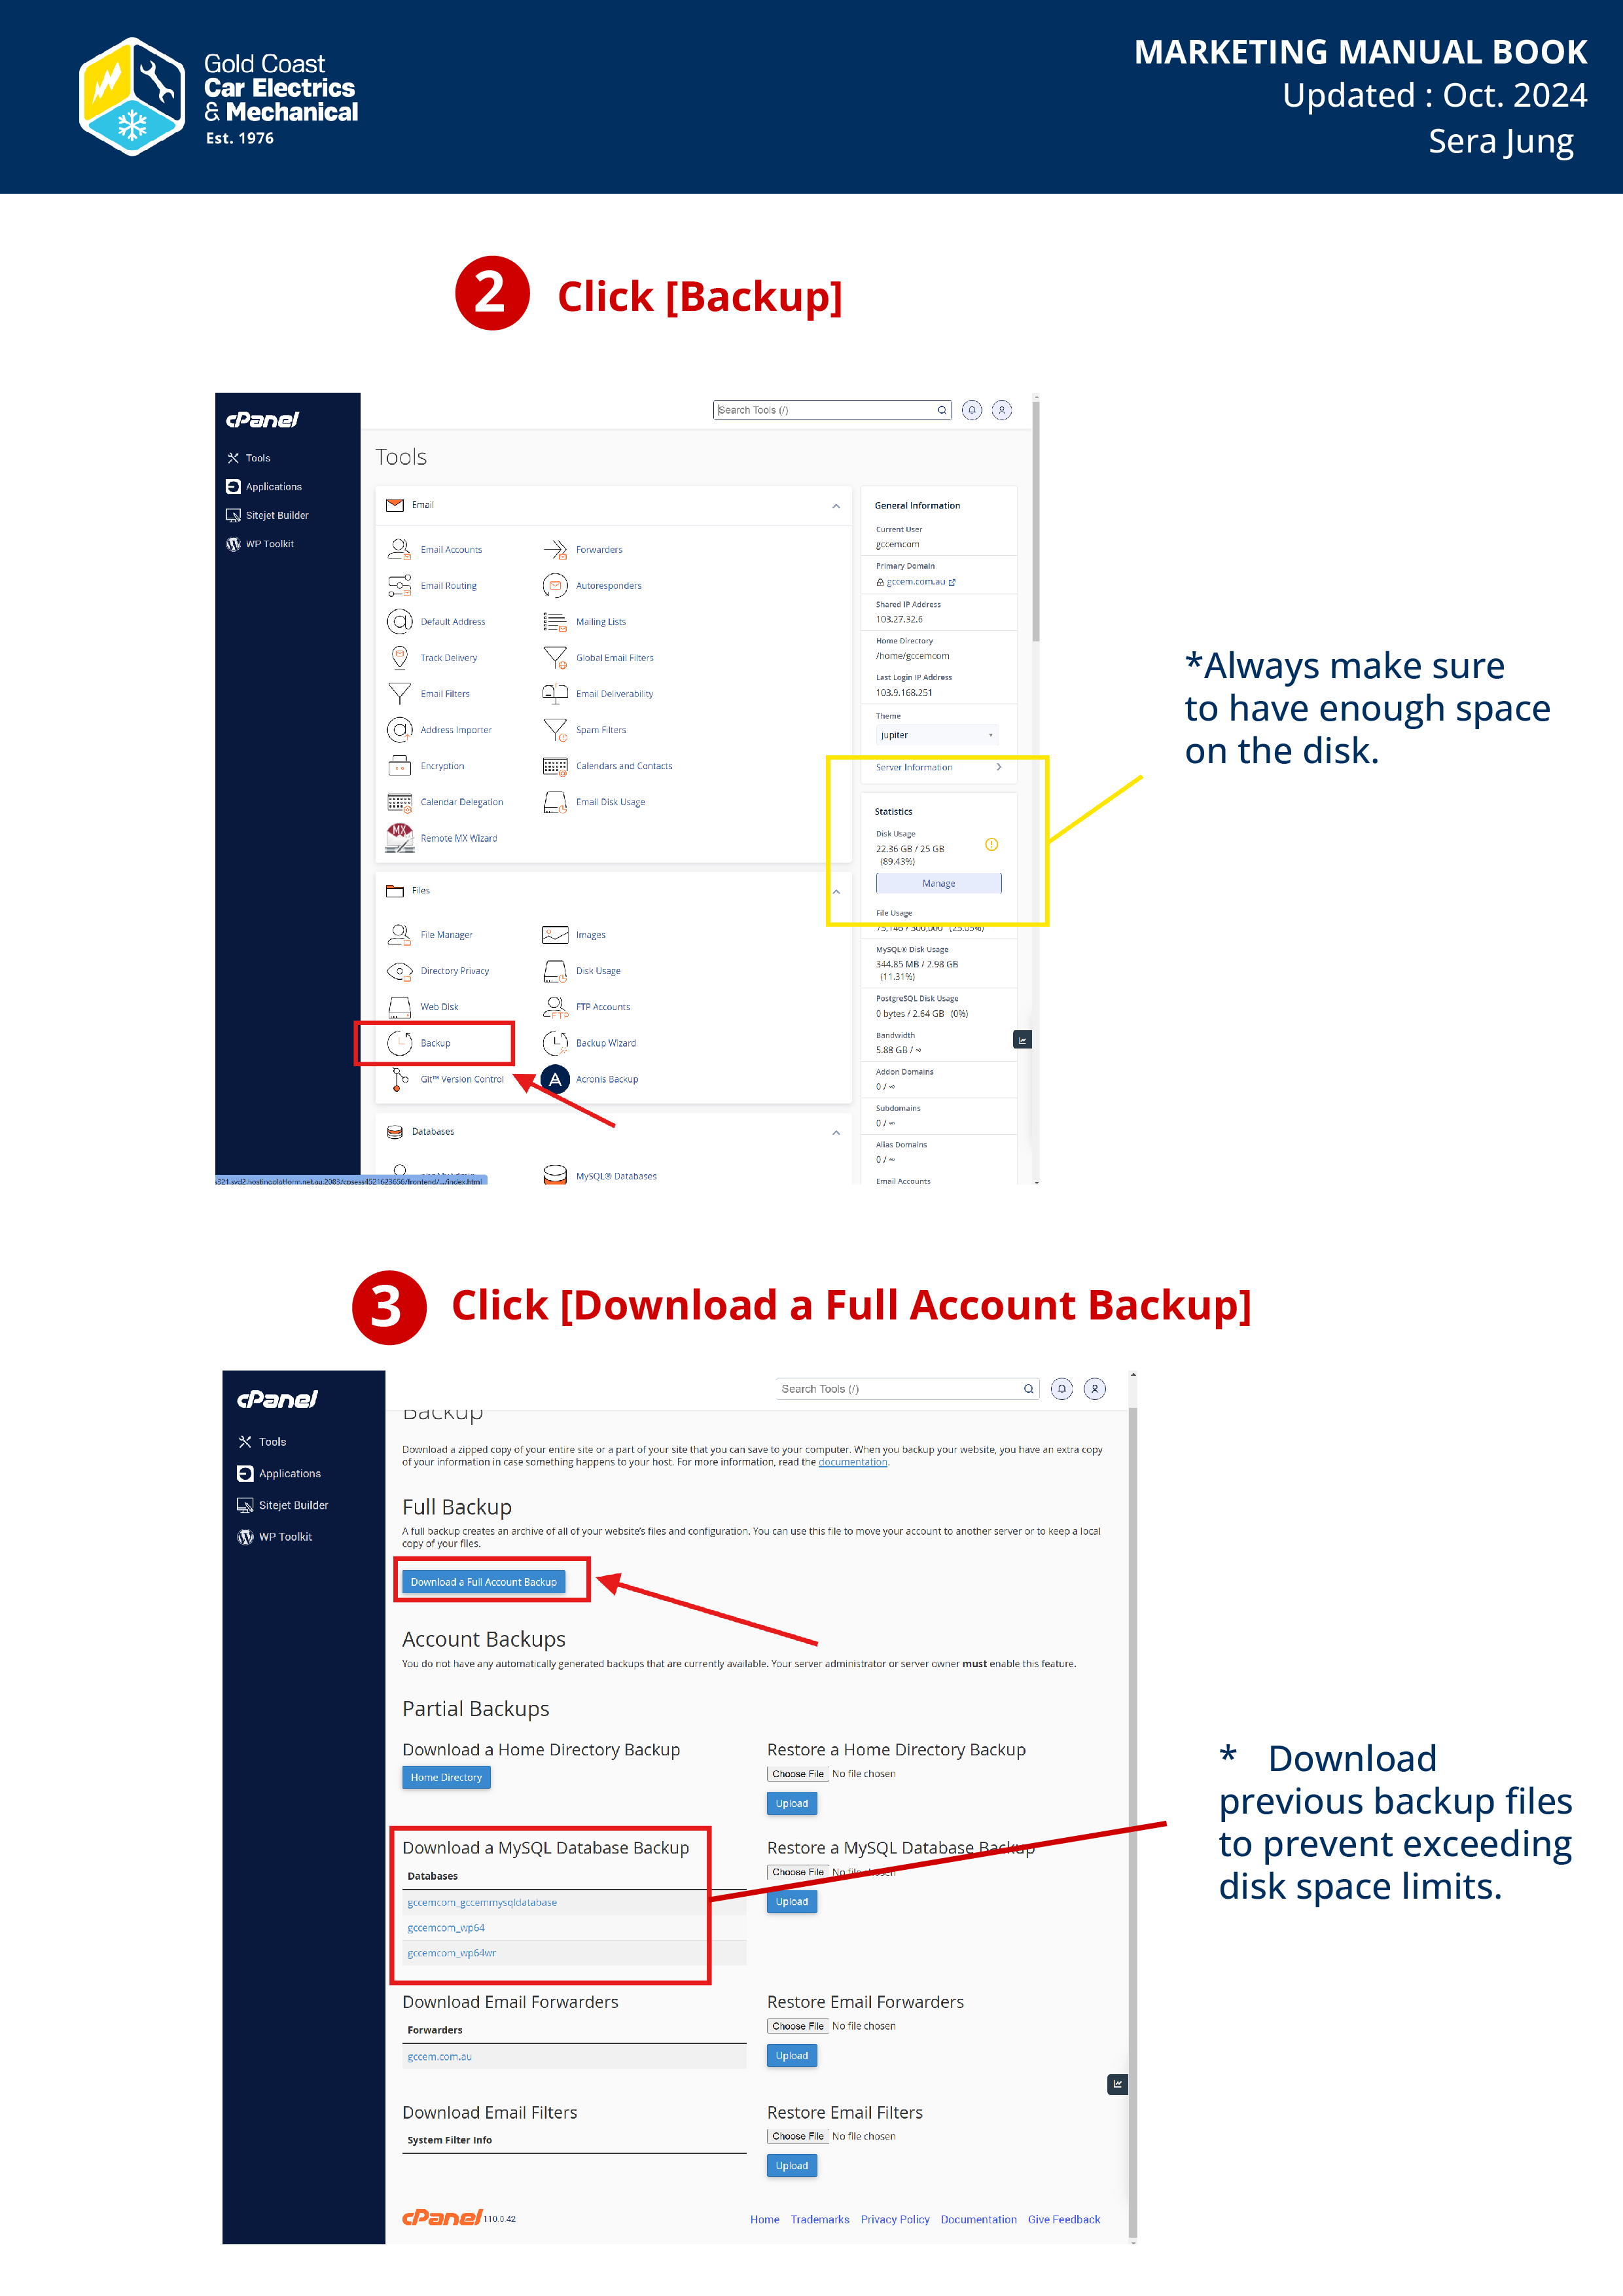 Gold Coast
Car Electrics
& Mechanical
Est. 1976
MARKETING MANUAL BOOK
Updated : Oct. 2024
Sera Jung
2 Click [Backup]
cPanel
Search Tools (/)
Tools
Applications
Sitejet Builder
WP Toolkit
Tools
Email
Email Accounts
Forwarders
Email Routing
Autoresponders
Default Address
Mailing Lists
Track Delivery
Global Email Filters
Email Filters
Email Deliverability
Address Importer
Spam Filters
Encryption
Calendars and Contacts
Calendar Delegation
Email Disk Usage
MX
Remote MX Wizard
Files
File Manager
Images
Directory Privacy
Disk Usage
Web Disk
FTP
FTP Accounts
Backup
Backup Wizard
Git™ Version Control
A
Acronis Backup
Databases
phpMyAdmin
MySQL® Databases
General Information
Current User
gccemcom
Primary Domain
gccem.com.au
Shared IP Address
103.27.32.6
Home Directory
/home/gccemcom
Last Login IP Address
103.9.168.251
Theme
jupiter
Server Information
Statistics
Disk Usage
22.36 GB / 25 GB
(89.43%)
Manage
File Usage
75,146 / 300,000 (25.05%)
MySQL® Disk Usage
344.85 MB / 2.98 GB
(11.31%)
PostgreSQL Disk Usage
0 bytes / 2.64 GB (0%)
Bandwidth
5.88 GB / ∞
Addon Domains
0 / ∞
Subdomains
0 / ∞
Alias Domains
0 / ∞
Email Accounts
*Always make sure
to have enough space
on the disk.
3 Click [Download a Full Account Backup]
cPanel
Search Tools (/)
Tools
Applications
Sitejet Builder
WP Toolkit
Backup
Download a zipped copy of your entire site or a part of your site that you can save to your computer. When you backup your website, you have an extra copy
of your information in case something happens to your host. For more information, read the documentation.
Full Backup
A full backup creates an archive of all of your website's files and configuration. You can use this file to move your account to another server or to keep a local
copy of your files.
Download a Full Account Backup
Account Backups
You do not have any automatically generated backups that are currently available. Your server administrator or server owner must enable this feature.
Partial Backups
Download a Home Directory Backup
Home Directory
Restore a Home Directory Backup
Choose File No file chosen
Upload
Download a MySQL Database Backup
Databases
gccemcom_gccemmysqldatabase
gccemcom_wp64
gccemcom_wp64wr
Restore a MySQL Database Backup
Choose File No file chosen
Upload
Download Email Forwarders
Forwarders
gccem.com.au
Restore Email Forwarders
Choose File No file chosen
Upload
Download Email Filters
System Filter Info
Restore Email Filters
Choose File No file chosen
Upload
cPanel 110.0.42
Home Trademarks Privacy Policy Documentation Give Feedback
* Download
previous backup files
to prevent exceeding
disk space limits.